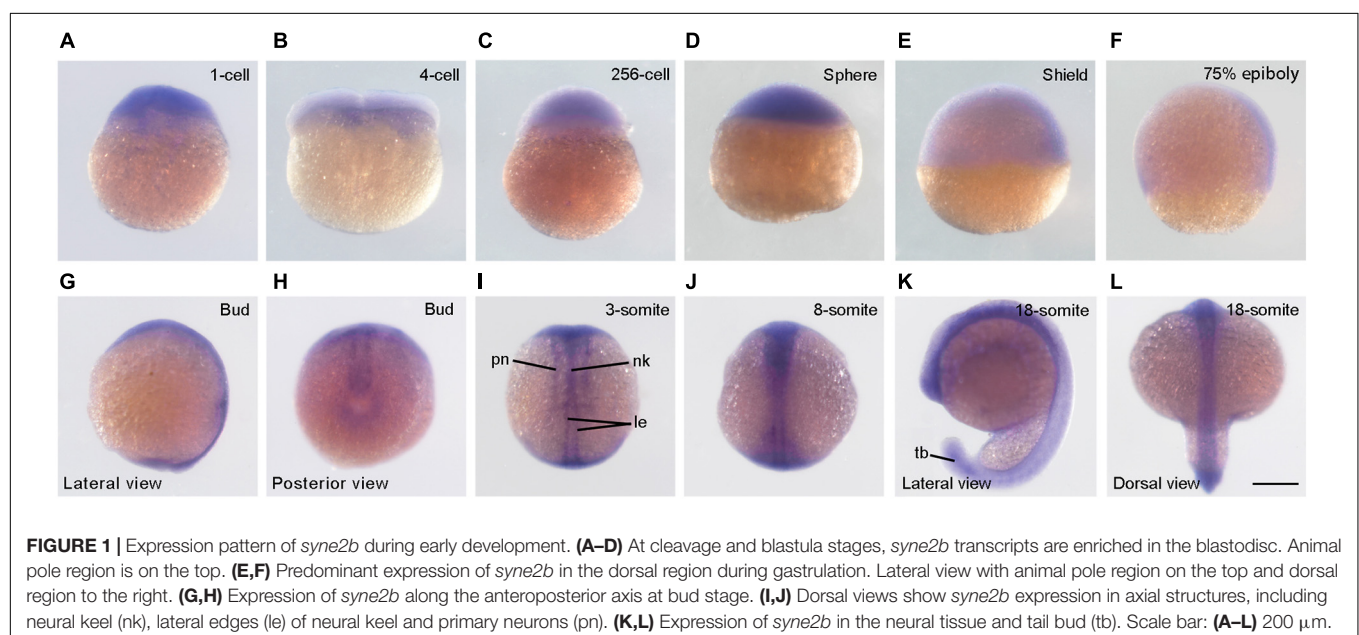 A
B
C
D
E
F
1-cell
4-cell
256-cell
Sphere
Shield
75% epiboly
G
H
I
J
K
L
Bud
Bud
3-somite
8-somite
18-somite
18-somite
pn
nk
le
tb
Lateral view
Posterior view
Lateral view
Dorsal view
FIGURE 1 | Expression pattern of syne2b during early development. (A–D) At cleavage and blastula stages, syne2b transcripts are enriched in the blastodisc. Animal
pole region is on the top. (E,F) Predominant expression of syne2b in the dorsal region during gastrulation. Lateral view with animal pole region on the top and dorsal
region to the right. (G,H) Expression of syne2b along the anteroposterior axis at bud stage. (I,J) Dorsal views show syne2b expression in axial structures, including
neural keel (nk), lateral edges (le) of neural keel and primary neurons (pn). (K,L) Expression of syne2b in the neural tissue and tail bud (tb). Scale bar: (A–L) 200 μm.